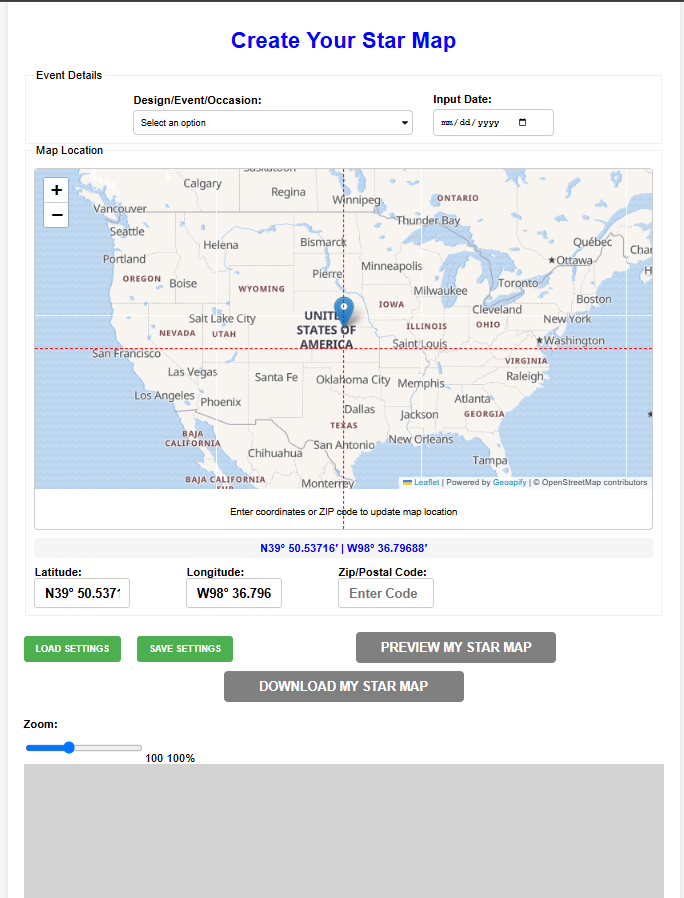 Create Your Star Map
Event Details
Design/Event/Occasion:
Input Date:
Select an option
mm/dd/yyyy
Map Location
+
−
Calgary
Regina
Winnipeg
ONTARIO
Vancouver
Seattle
Thunder Bay
Helena
Bismarck
Québec
Portland
Pierre
Minneapolis
★Ottawa
OREGON
Boise
WYOMING
Milwaukee
Toronto
IOWA
Boston
Salt Lake City
UNITED
STATES OF
AMERICA
Cleveland
New York
NEVADA
UTAH
ILLINOIS
OHIO
San Francisco
Saint Louis
★Washington
Las Vegas
Santa Fe
Oklahoma City
Memphis
VIRGINIA
Raleigh
Los Angeles
Phoenix
Dallas
Jackson
Atlanta
GEORGIA
BAJA
CALIFORNIA
TEXAS
Chihuahua
San Antonio
New Orleans
Tampa
BAJA CALIFORNIA
Monterrey
Leaflet | Powered by Geoapify | © OpenStreetMap contributors
Enter coordinates or ZIP code to update map location
N39° 50.53716′ | W98° 36.79688′
Latitude:
Longitude:
Zip/Postal Code:
N39° 50.5371
W98° 36.796
Enter Code
LOAD SETTINGS
SAVE SETTINGS
PREVIEW MY STAR MAP
DOWNLOAD MY STAR MAP
Zoom:
100 100%